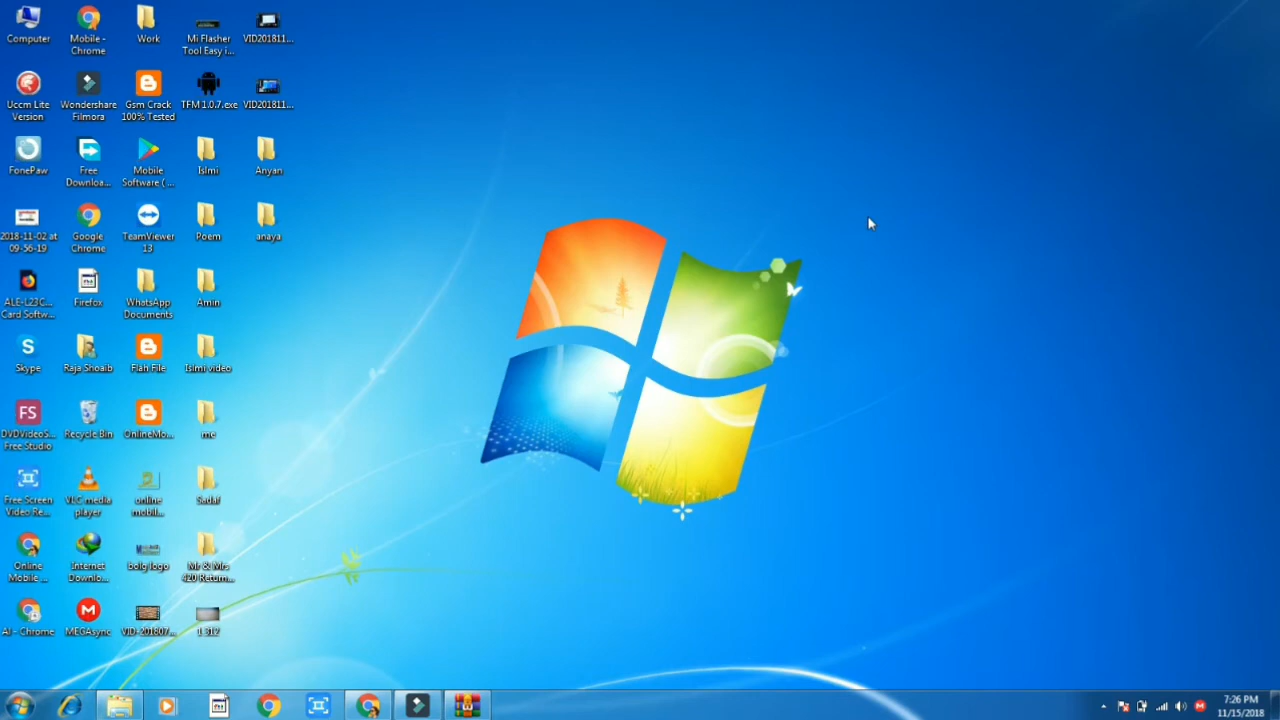 Computer
Mobile -
Chrome
Work
Mi Flasher
Tool Easy i...
VID201811...
Uccm Lite
Version
Wondershare
Filmora
Gsm Crack
100% Tested
TFM 1.0.7.exe
VID201811...
FonePaw
Free
Downloa...
Mobile
Software ( ...
Islmi
Anyan
2018-11-02 at
09-56-19
Google
Chrome
TeamViewer
13
Poem
anaya
ALE-L23C...
Card Softw...
Firefox
WhatsApp
Documents
Amin
S
Skype
Raja Shoaib
Flah File
Islmi video
FS
DVDVideoS...
Free Studio
Recycle Bin
OnlineMo...
me
Free Screen
Video Re...
VLC media
player
online
mobil...
Sadaf
Online
Mobile ...
Internet
Downlo...
bolg logo
Mr & Mrs
420 Return...
Al - Chrome
M
MEGAsync
VID-201807...
1.312
7:26 PM
11/15/2018